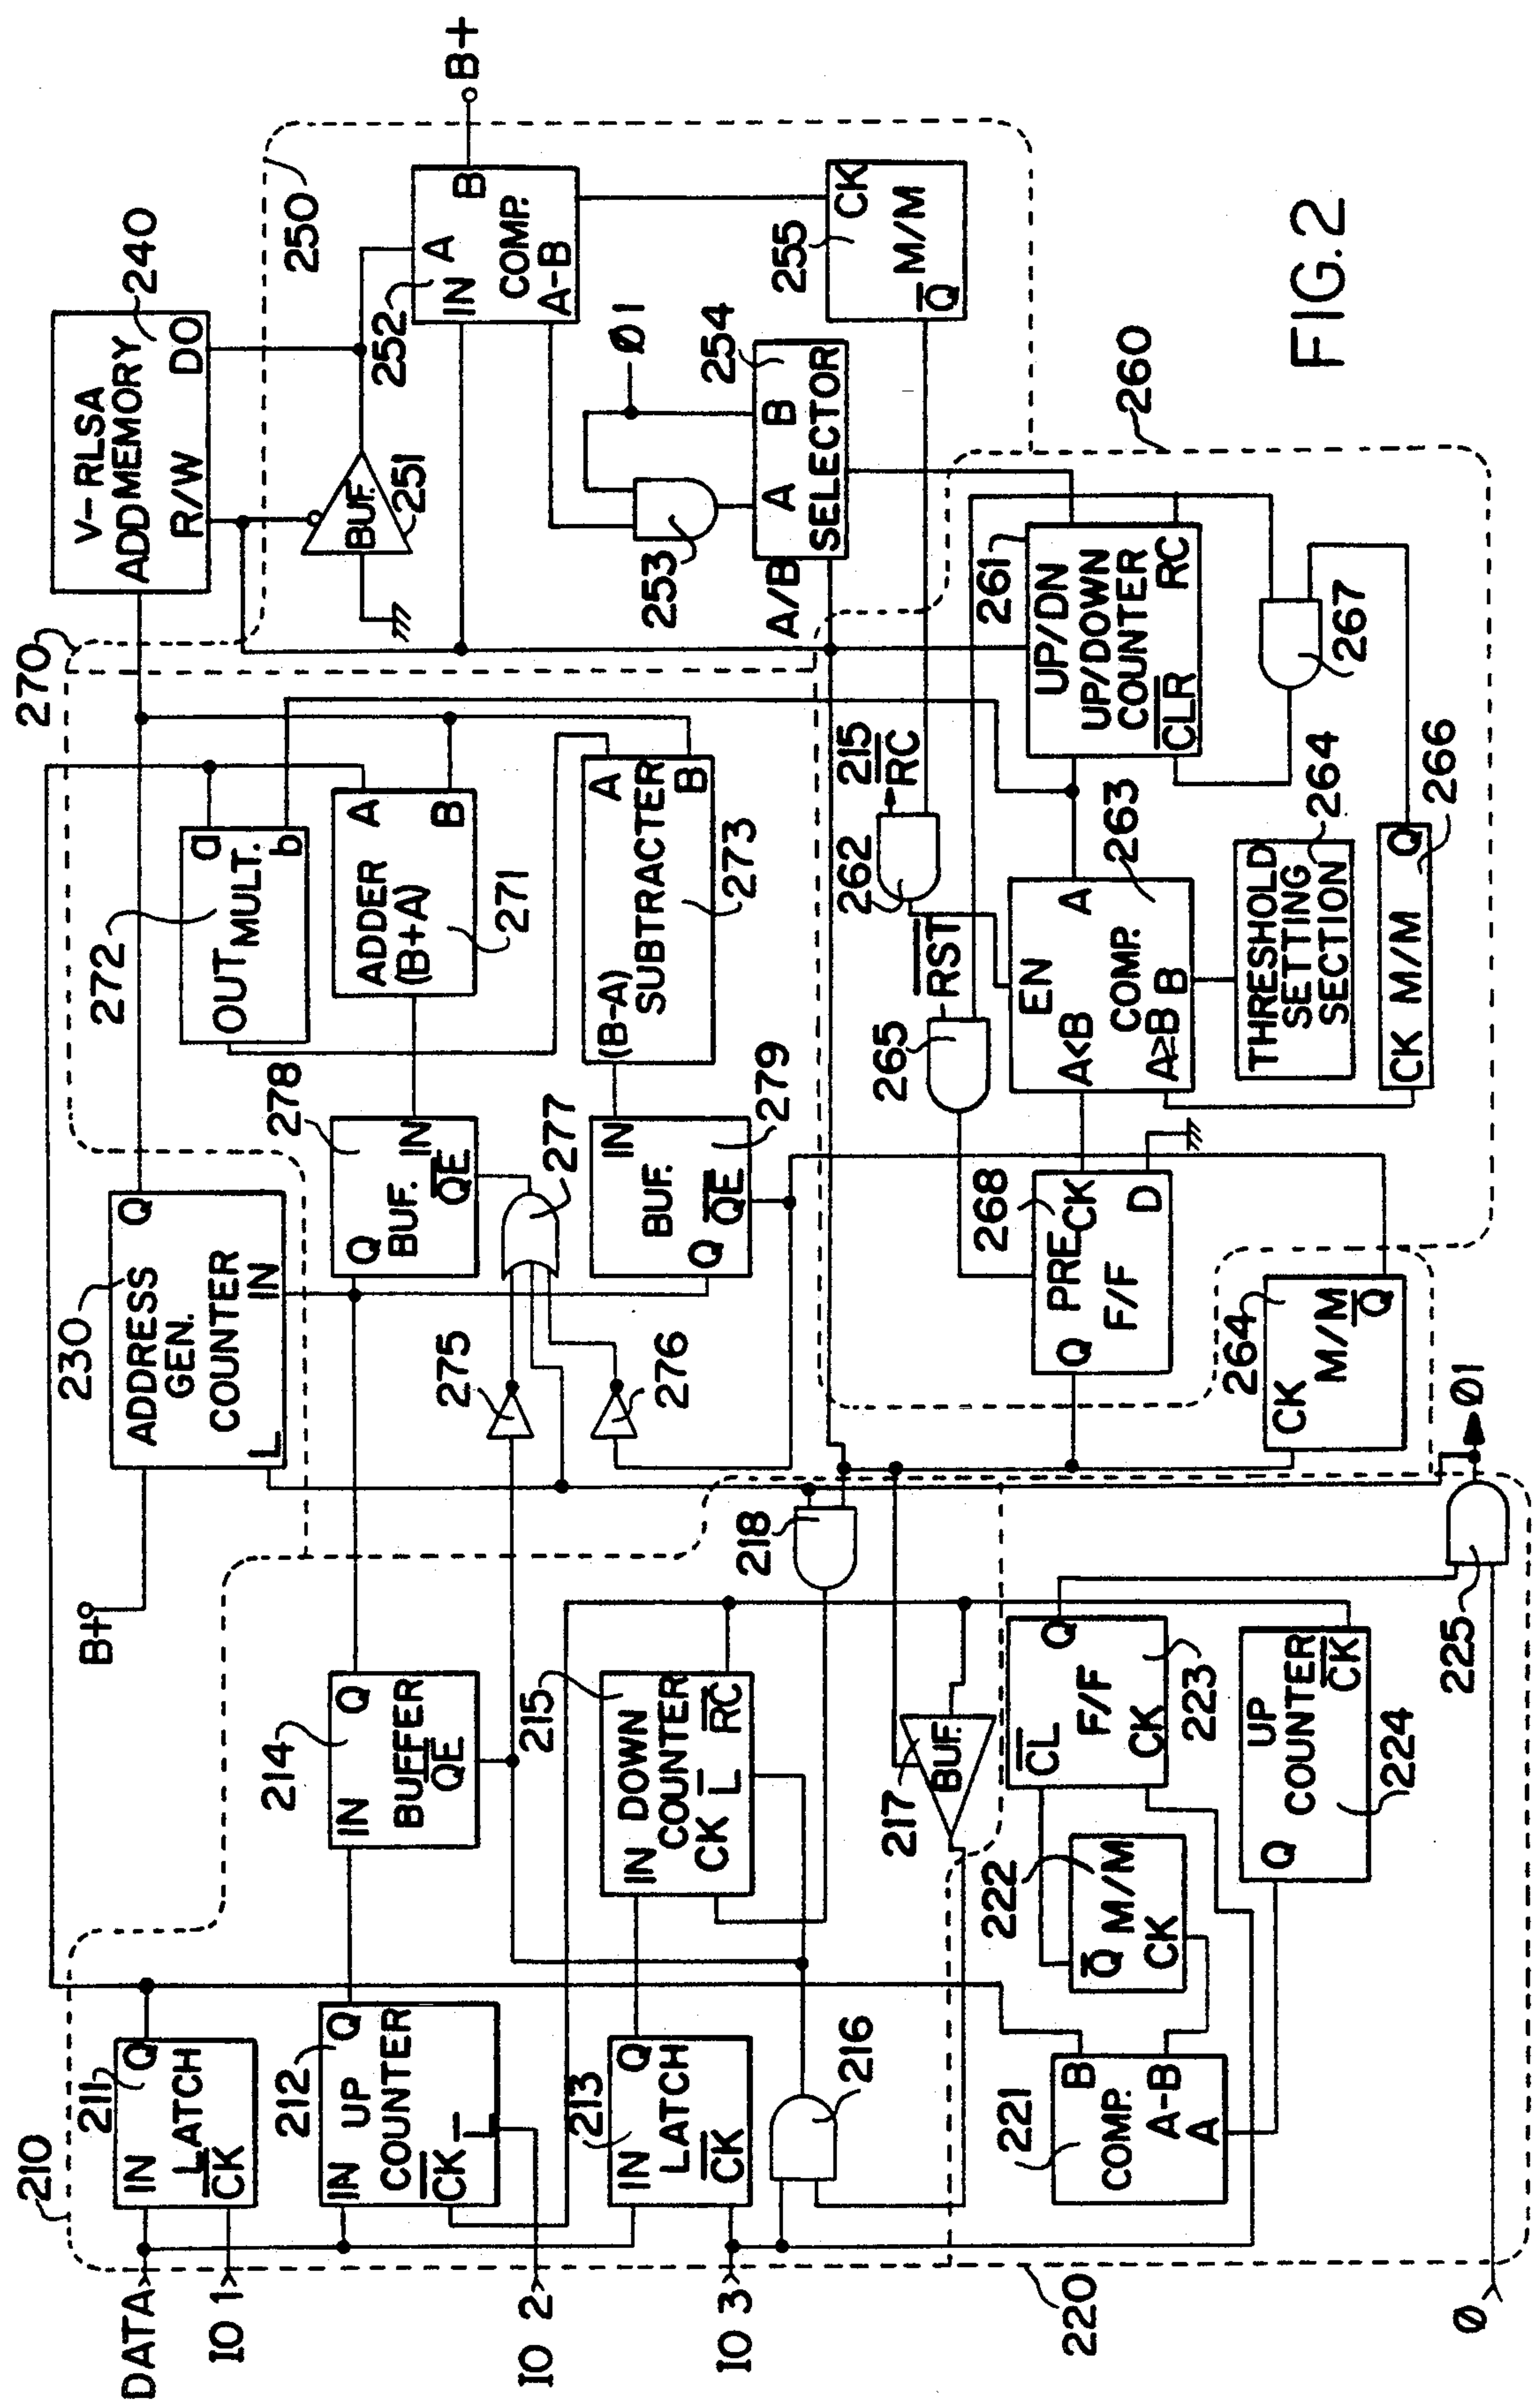 210
DATA
IO 1
IO 2
IO 3
Ø
211
IN
Q
LATCH
CK
212
IN
Q
UP
COUNTER
CK
L
213
IN
Q
LATCH
CK
216
214
IN
Q
BUFFER
QE
215
IN
DOWN
COUNTER
CK
L
RC
217
BUF.
218
220
221
COMP.
B
A-B
A
222
Q
M/M
CK
223
CL
Q
F/F
CK
224
Q
UP
COUNTER
CK
225
Ø1
B+
230
ADDRESS
GEN.
COUNTER
Q
IN
L
270
272
OUT
MULT.
a
b
271
ADDER
(B+A)
A
B
273
(B-A)
SUBTRACTER
A
B
278
Q
BUF.
IN
QE
277
279
IN
BUF.
Q
QE
275
276
240
V-RLSA
ADD MEMORY
R/W
DO
250
251
BUF.
252
IN
A
B
COMP.
A-B
B+
253
Ø1
254
A
B
SELECTOR
A/B
255
CK
M/M
Q
260
261
UP/DN
UP/DOWN
COUNTER
CLR
RC
262
215
RC
263
EN
A
A<B
COMP.
A≥B
B
264
THRESHOLD
SETTING
SECTION
265
RST
266
CK M/M Q
267
268
PRE
CK
Q
F/F
D
264
CK
M/M
Q
FIG.2